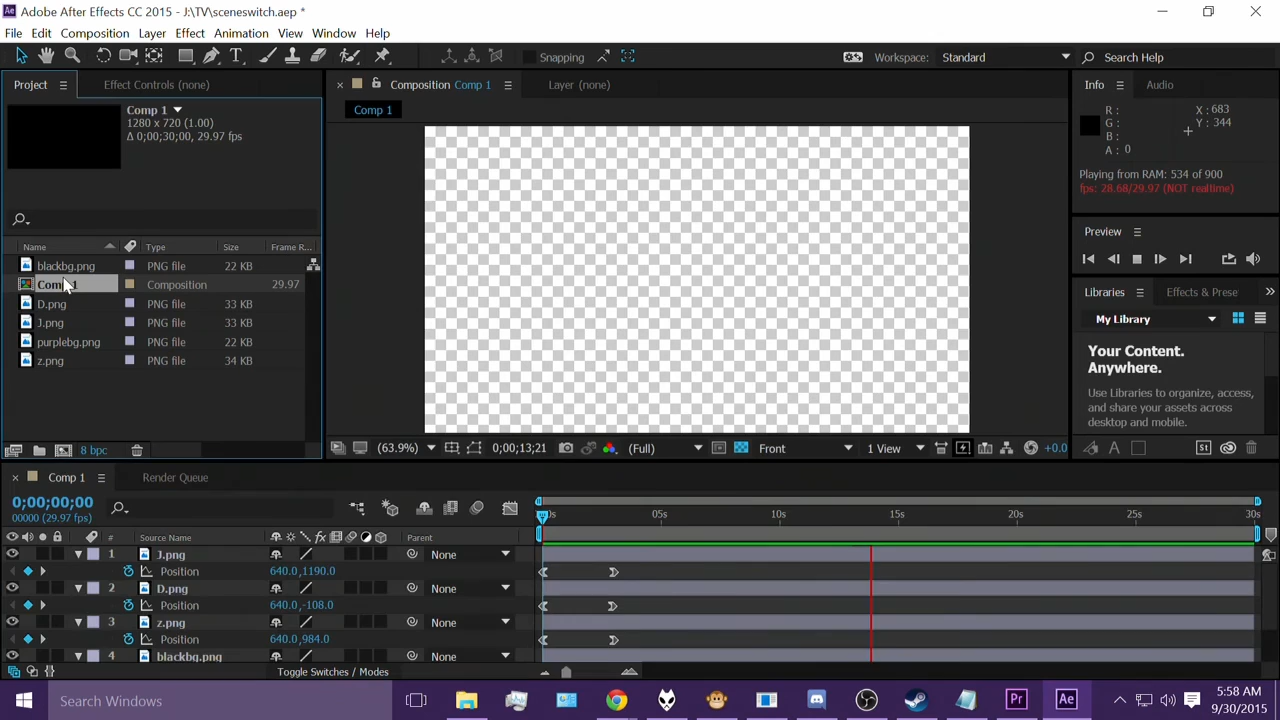 Ae Adobe After Effects CC 2015 - J:\TV\sceneswitch.aep *
File Edit Composition Layer Effect Animation View Window Help
T Snapping Workspace: Standard Search Help
Project Effect Controls (none) Composition Comp 1 Layer (none) Info Audio
Comp 1
1280 x 720 (1.00)
Δ 0;00;30;00, 29.97 fps
Comp 1
R :
G :
B :
A : 0
X : 683
Y : 344
Playing from RAM: 534 of 900
fps: 28.68/29.97 (NOT realtime)
Preview
Name Type Size Frame R...
blackbg.png PNG file 22 KB
Composition 29.97
D.png PNG file 33 KB
J.png PNG file 33 KB
purplebg.png PNG file 22 KB
z.png PNG file 34 KB
Libraries Effects & Prese
My Library
Your Content.
Anywhere.
Use Libraries to organize, access,
and share your assets across
desktop and mobile.
8 bpc (63.9%) 0;00;13;21 (Full) Front 1 View +0.0
A St
Comp 1 Render Queue
0;00;00;00
00000 (29.97 fps)
05s 10s 15s 20s 25s 30s
# Source Name fx Parent
1 J.png None
Position 640.0,1190.0
2 D.png None
Position 640.0,-108.0
3 z.png None
Position 640.0,984.0
4 blackbg.png None
Toggle Switches / Modes
Search Windows Pr Ae
5:58 AM
9/30/2015